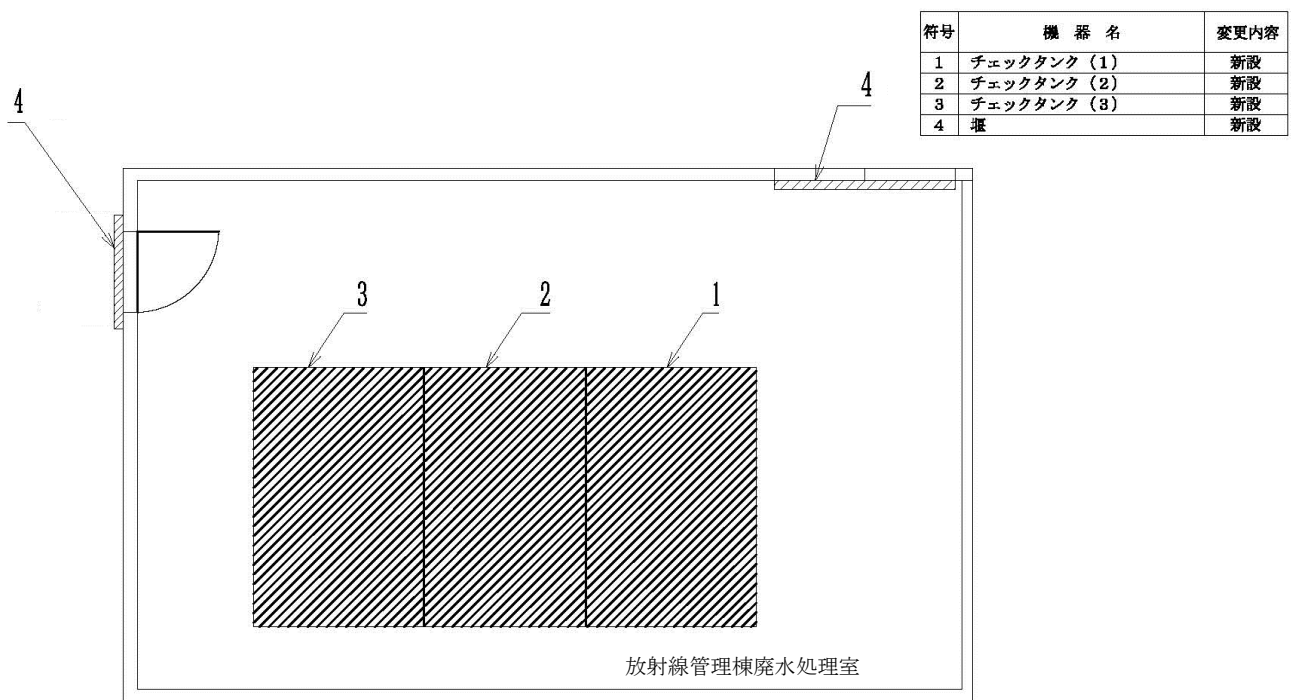 符号 機 器 名 変更内容
1 チェックタンク (1) 新設
2 チェックタンク (2) 新設
3 チェックタンク (3) 新設
4 堰 新設
4
4
3
2
1
放射線管理棟廃水処理室